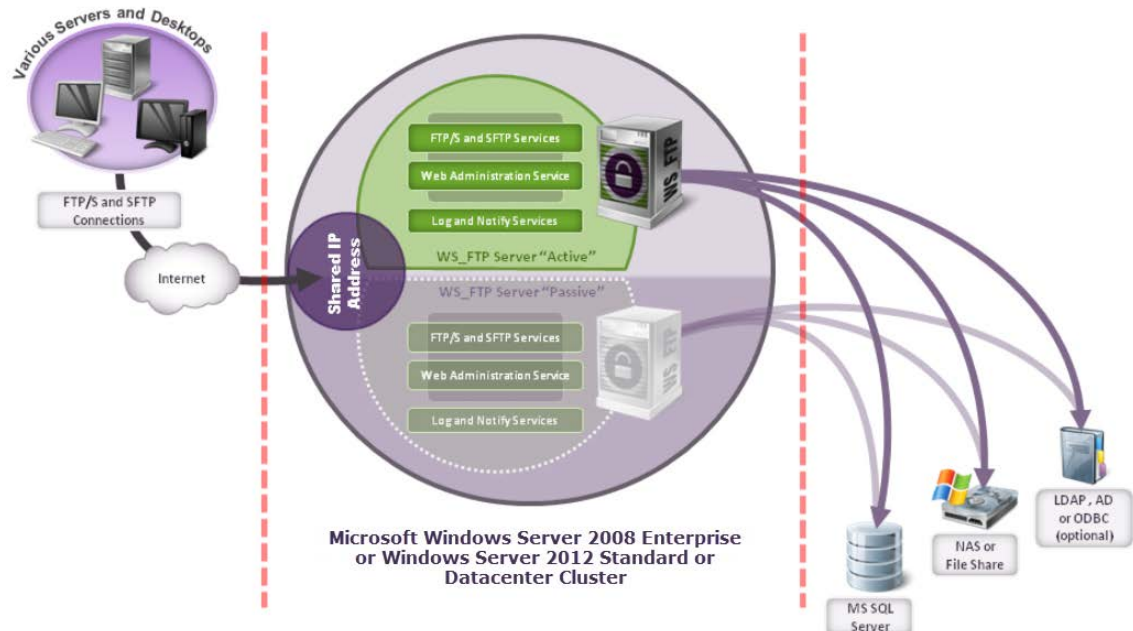 Various Servers and Desktops
FTP/S and SFTP
Connections
Internet
Shared IP
Address
FTP/S and SFTP Services
Web Administration Service
Log and Notify Services
WS_FTP
WS_FTP Server “Active”
WS_FTP Server “Passive”
FTP/S and SFTP Services
Web Administration Service
Log and Notify Services
WS_FTP
Microsoft Windows Server 2008 Enterprise
or Windows Server 2012 Standard or
Datacenter Cluster
LDAP , AD
or ODBC
(optional)
NAS or
File Share
MS SQL
Server